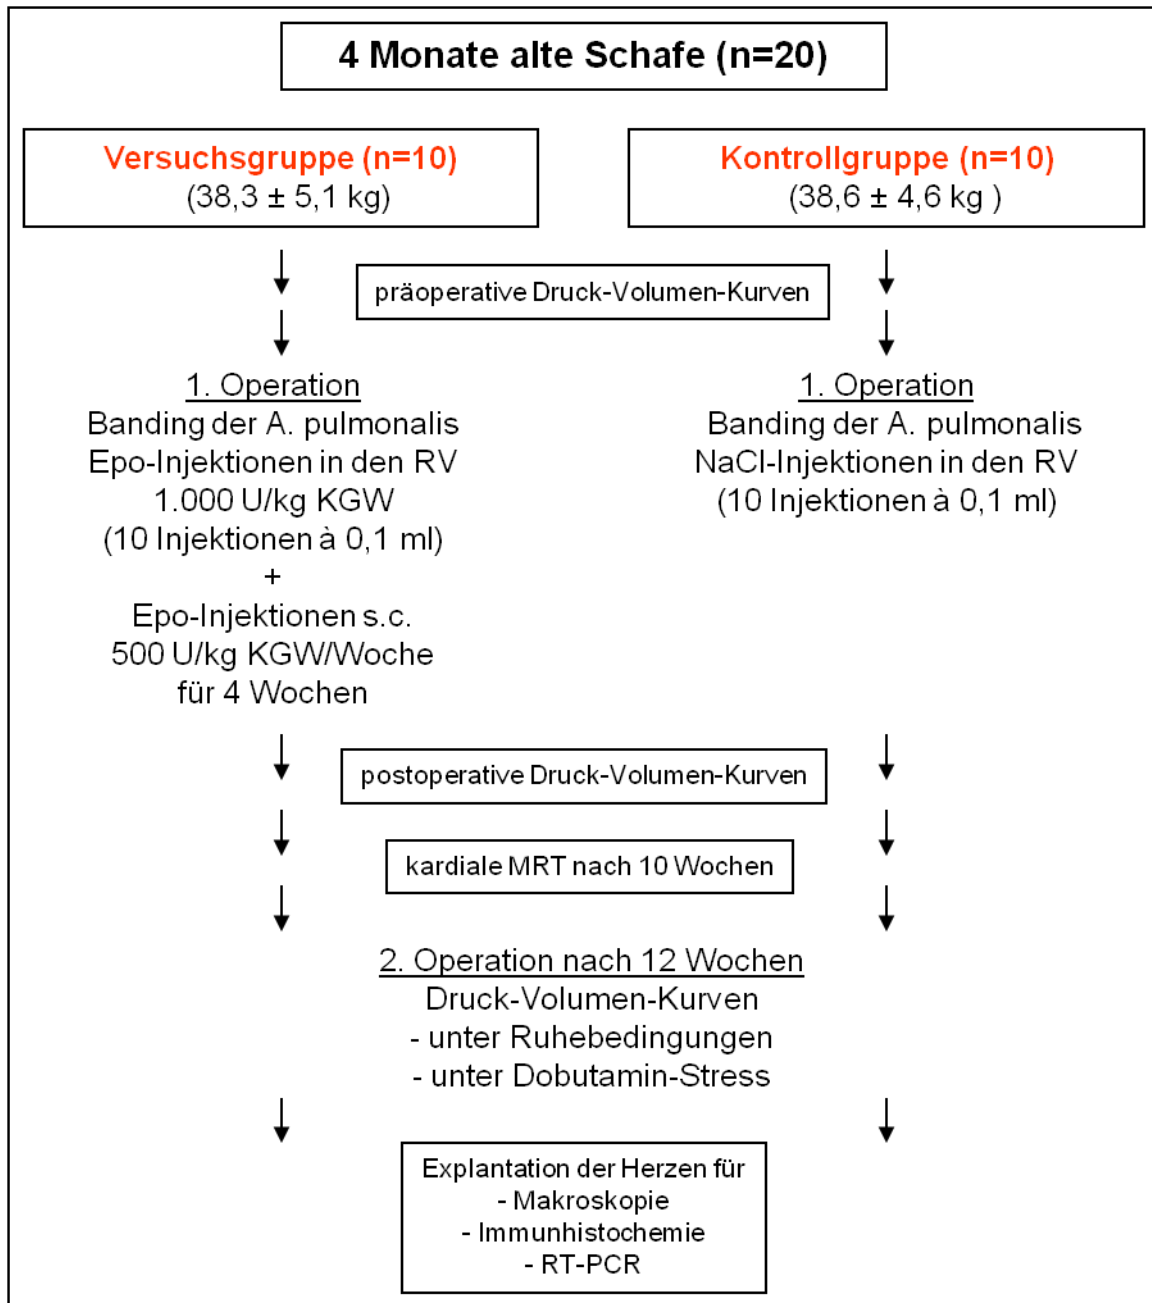 4 Monate alte Schafe (n=20)
Versuchsgruppe (n=10)
(38,3 ± 5,1 kg)
Kontrollgruppe (n=10)
(38,6 ± 4,6 kg )
präoperative Druck-Volumen-Kurven
1. Operation
Banding der A. pulmonalis
Epo-Injektionen in den RV
1.000 U/kg KGW
(10 Injektionen à 0,1 ml)
+
Epo-Injektionen s.c.
500 U/kg KGW/Woche
für 4 Wochen
1. Operation
Banding der A. pulmonalis
NaCl-Injektionen in den RV
(10 Injektionen à 0,1 ml)
postoperative Druck-Volumen-Kurven
kardiale MRT nach 10 Wochen
2. Operation nach 12 Wochen
Druck-Volumen-Kurven
- unter Ruhebedingungen
- unter Dobutamin-Stress
Explantation der Herzen für
- Makroskopie
- Immunhistochemie
- RT-PCR